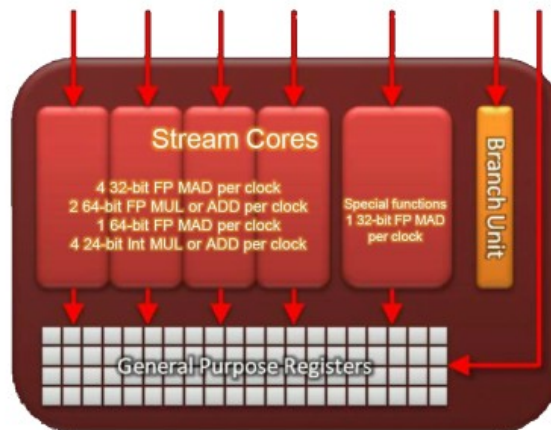 Stream Cores
4 32-bit FP MAD per clock
2 64-bit FP MUL or ADD per clock
1 64-bit FP MAD per clock
4 24-bit Int MUL or ADD per clock
Special functions
1 32-bit FP MAD
per clock
Branch Unit
General Purpose Registers